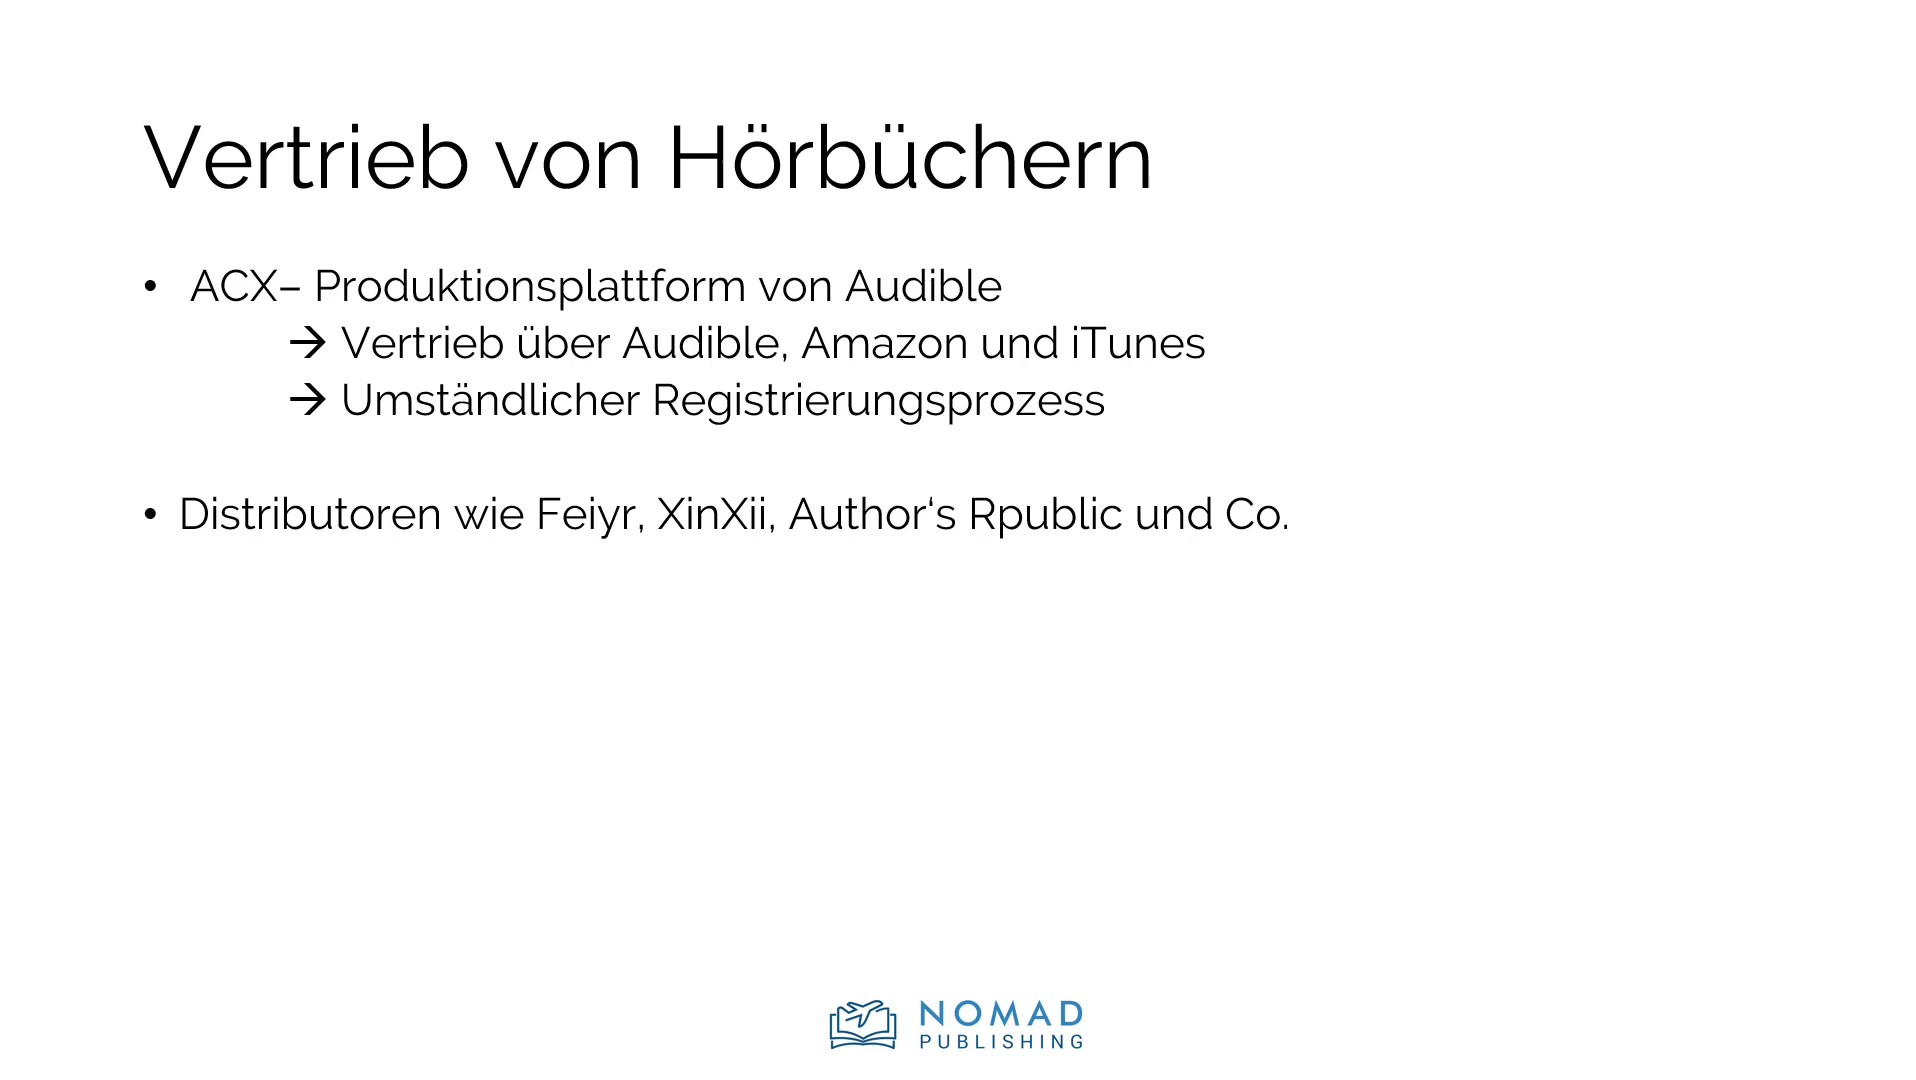 Vertrieb von Hörbüchern
• ACX– Produktionsplattform von Audible
→ Vertrieb über Audible, Amazon und iTunes
→ Umständlicher Registrierungsprozess
• Distributoren wie Feiyr, XinXii, Author‘s Rpublic und Co.
NOMAD
PUBLISHING